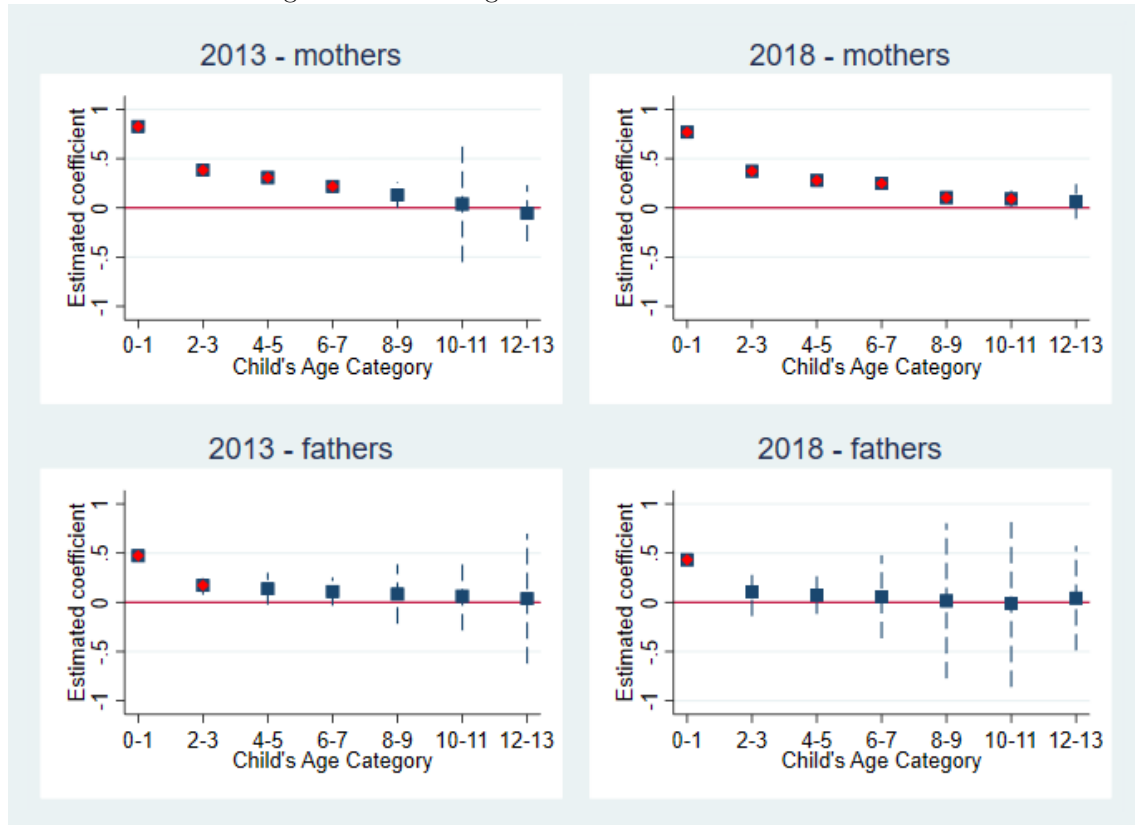 2013 - mothers
Estimated coefficient
1
.5
0
-.5
-1
0-1 2-3 4-5 6-7 8-9 10-11 12-13
Child's Age Category
2018 - mothers
Estimated coefficient
1
.5
0
-.5
-1
0-1 2-3 4-5 6-7 8-9 10-11 12-13
Child's Age Category
2013 - fathers
Estimated coefficient
1
.5
0
-.5
-1
0-1 2-3 4-5 6-7 8-9 10-11 12-13
Child's Age Category
2018 - fathers
Estimated coefficient
1
.5
0
-.5
-1
0-1 2-3 4-5 6-7 8-9 10-11 12-13
Child's Age Category